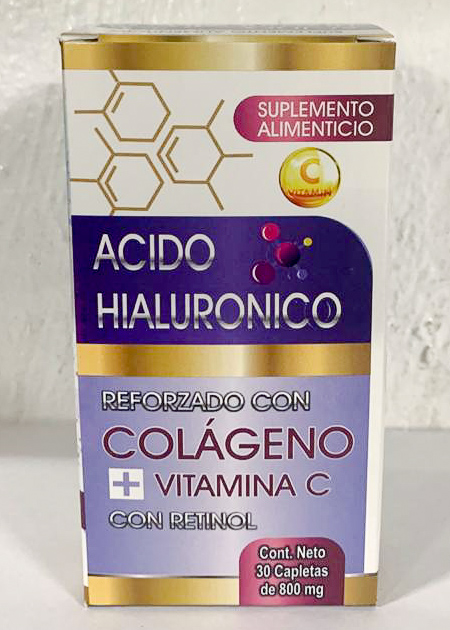 SUPLEMENTO
ALIMENTICIO
C
VITAMIN
ACIDO
HIALURONICO
REFORZADO CON
COLÁGENO
+ VITAMINA C
CON RETINOL
Cont. Neto
30 Capletas
de 800 mg